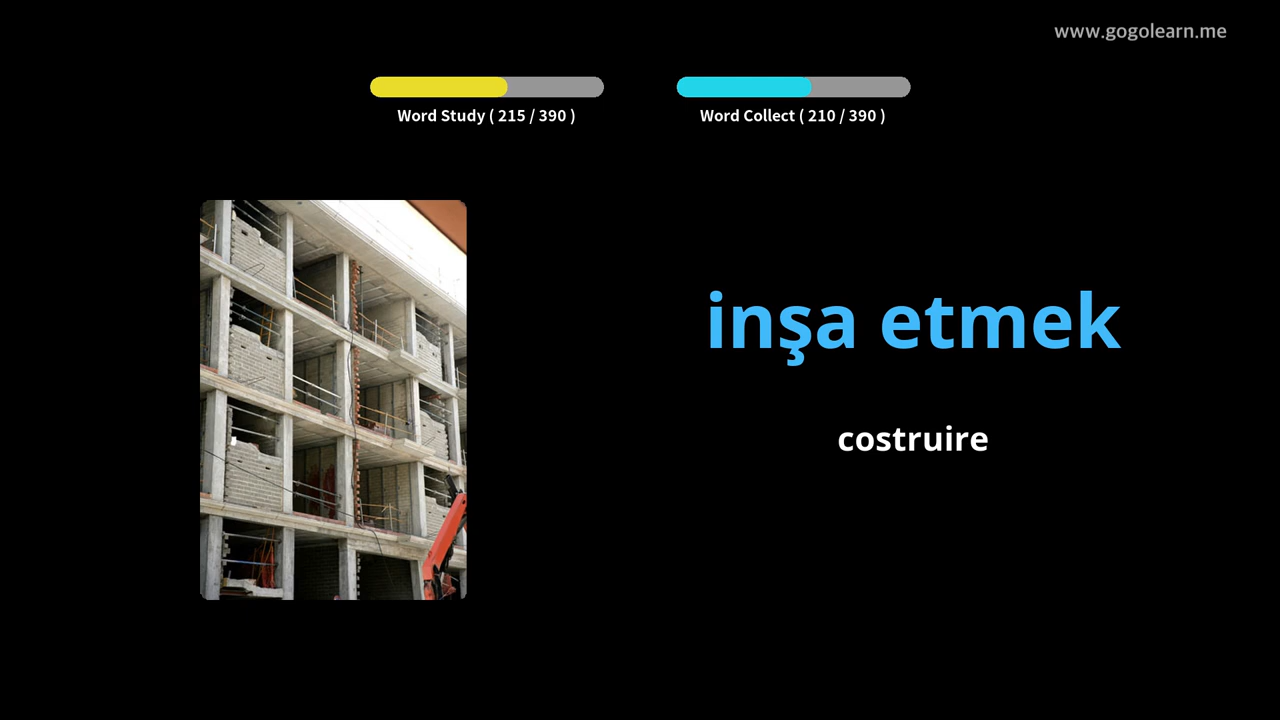 www.gogolearn.me
Word Study ( 215 / 390 )
Word Collect ( 210 / 390 )
inşa etmek
costruire